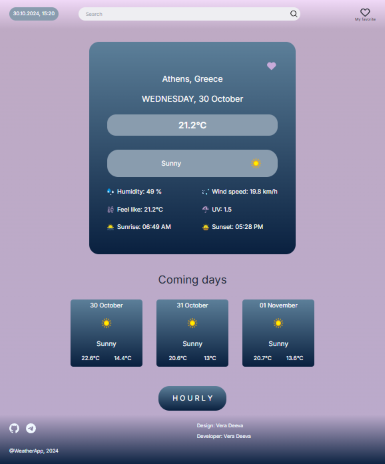 30.10.2024, 15:20
Search
My favorite
Athens, Greece
WEDNESDAY, 30 October
21.2°C
Sunny
Humidity: 49 %
Wind speed: 19.8 km/h
Feel like: 21.2°C
UV: 1.5
Sunrise: 06:49 AM
Sunset: 05:28 PM
Coming days
30 October
31 October
01 November
Sunny
Sunny
Sunny
22.6°C 14.4°C
20.6°C 13°C
20.7°C 13.6°C
HOURLY
Design: Vera Deeva
Developer: Vera Deeva
@WeatherApp, 2024